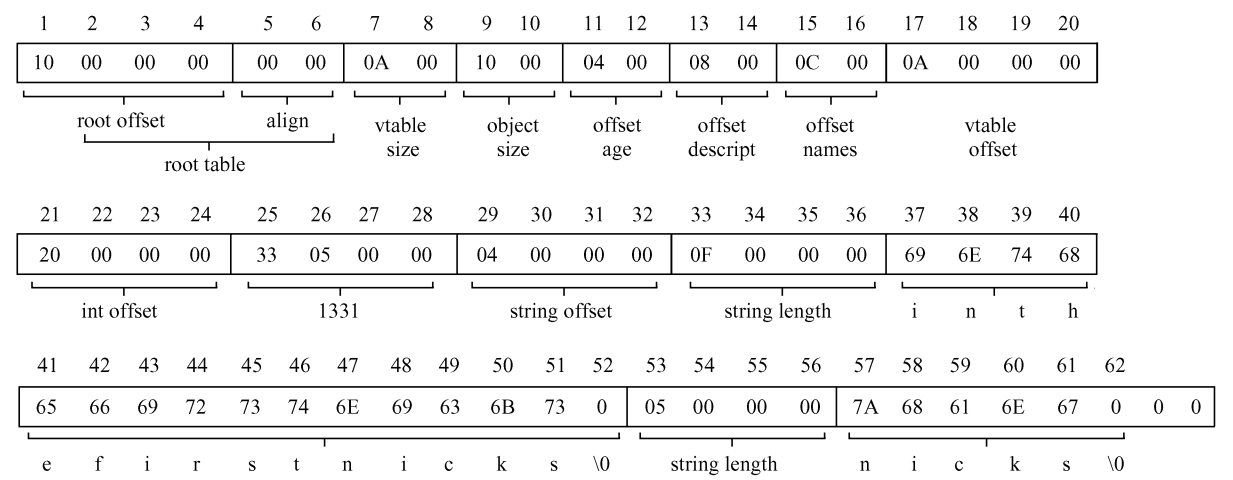 1 2 3 4 5 6 7 8 9 10 11 12 13 14 15 16 17 18 19 20
10 00 00 00 00 00 0A 00 10 00 04 00 08 00 0C 00 0A 00 00 00
root offset align vtable size object size offset age offset descript offset names vtable offset
root table
21 22 23 24 25 26 27 28 29 30 31 32 33 34 35 36 37 38 39 40
20 00 00 00 33 05 00 00 04 00 00 00 0F 00 00 00 69 6E 74 68
int offset 1331 string offset string length i n t h
41 42 43 44 45 46 47 48 49 50 51 52 53 54 55 56 57 58 59 60 61 62
65 66 69 72 73 74 6E 69 63 6B 73 0 05 00 00 00 7A 68 61 6E 67 0 0 0
e f i r s t n i c k s \0 string length n i c k s \0